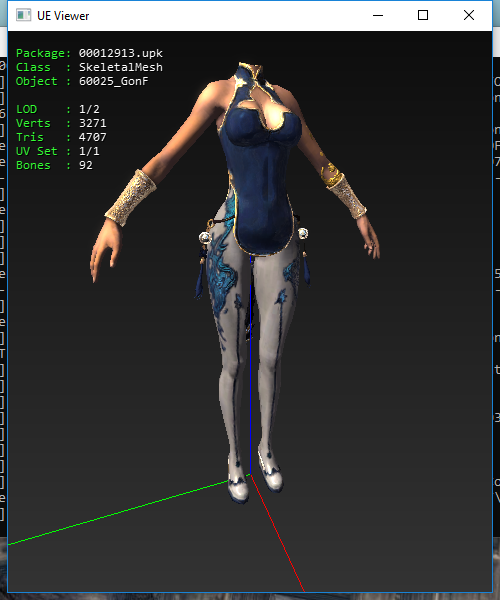 UE Viewer
Package: 00012913.upk
Class : SkeletalMesh
Object : 60025_GonF
LOD : 1/2
Verts : 3271
Tris : 4707
UV Set : 1/1
Bones : 92